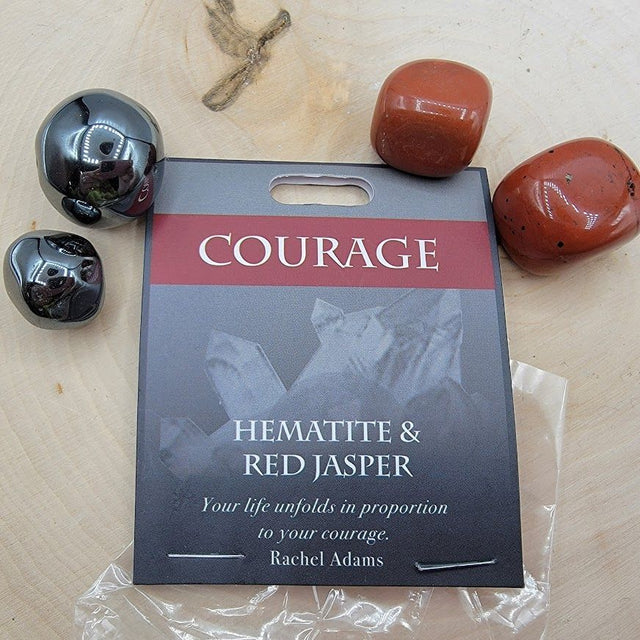 COURAGE
HEMATITE &
RED JASPER
Your life unfolds in proportion
to your courage.
Rachel Adams